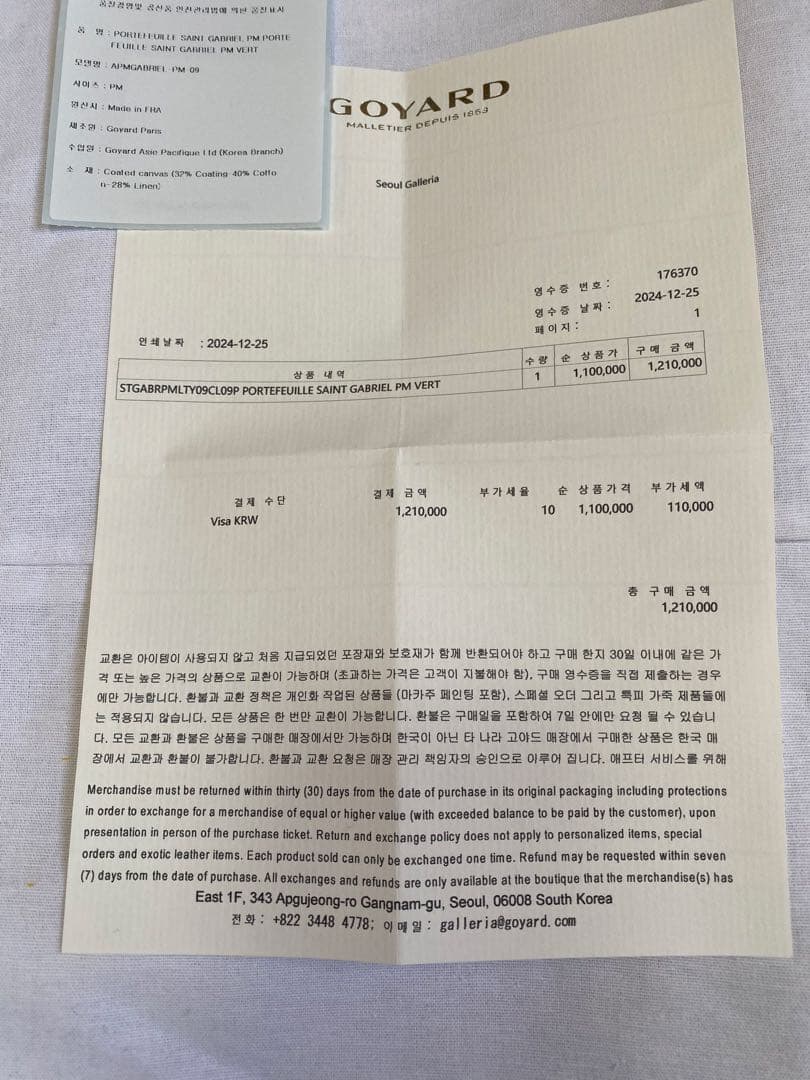 품질경영및 공산품 안전관리법에 의한 품질표시
품 명 : PORTEFEUILLE SAINT GABRIEL PM PORTE
FEUILLE SAINT GABRIEL PM VERT
모델명 : APMGABRIEL-PM-09
사이즈 : PM
원산지 : Made in FRA
제조원 : Goyard Paris
수입원 : Goyard Asie Pacifique Ltd (Korea Branch)
소 재 : Coated canvas (32% Coating-40% Cotto
n-28% Linen)
GOYARD
MALLETIER DEPUIS 1853
Seoul Galleria
영수증 번호 : 176370
영수증 날짜 : 2024-12-25
페이지 : 1
인쇄날짜 : 2024-12-25
상품 내역 수량 순 상품가 구매 금액
STGABRPMLTY09CL09P PORTEFEUILLE SAINT GABRIEL PM VERT 1 1,100,000 1,210,000
결제 수단 결제 금액 부가세율 순 상품가격 부가세액
Visa KRW 1,210,000 10 1,100,000 110,000
총 구매 금액
1,210,000
교환은 아이템이 사용되지 않고 처음 지급되었던 포장재와 보호재가 함께 반환되어야 하고 구매 한지 30일 이내에 같은 가
격 또는 높은 가격의 상품으로 교환이 가능하며 (초과하는 가격은 고객이 지불해야 함), 구매 영수증을 직접 제출하는 경우
에만 가능합니다. 환불과 교환 정책은 개인화 작업된 상품들 (마카주 페인팅 포함), 스페셜 오더 그리고 특피 가죽 제품들에
는 적용되지 않습니다. 모든 상품은 한 번만 교환이 가능합니다. 환불은 구매일을 포함하여 7일 안에만 요청 될 수 있습니
다. 모든 교환과 환불은 상품을 구매한 매장에서만 가능하며 한국이 아닌 타 나라 고야드 매장에서 구매한 상품은 한국 매
장에서 교환과 환불이 불가합니다. 환불과 교환 요청은 매장 관리 책임자의 승인으로 이루어 집니다. 애프터 서비스를 위해
Merchandise must be returned within thirty (30) days from the date of purchase in its original packaging including protections
in order to exchange for a merchandise of equal or higher value (with exceeded balance to be paid by the customer), upon
presentation in person of the purchase ticket. Return and exchange policy does not apply to personalized items, special
orders and exotic leather items. Each product sold can only be exchanged one time. Refund may be requested within seven
(7) days from the date of purchase. All exchanges and refunds are only available at the boutique that the merchandise(s) has
East 1F, 343 Apgujeong-ro Gangnam-gu, Seoul, 06008 South Korea
전화 : +822 3448 4778; 이메일 : galleria@goyard.com